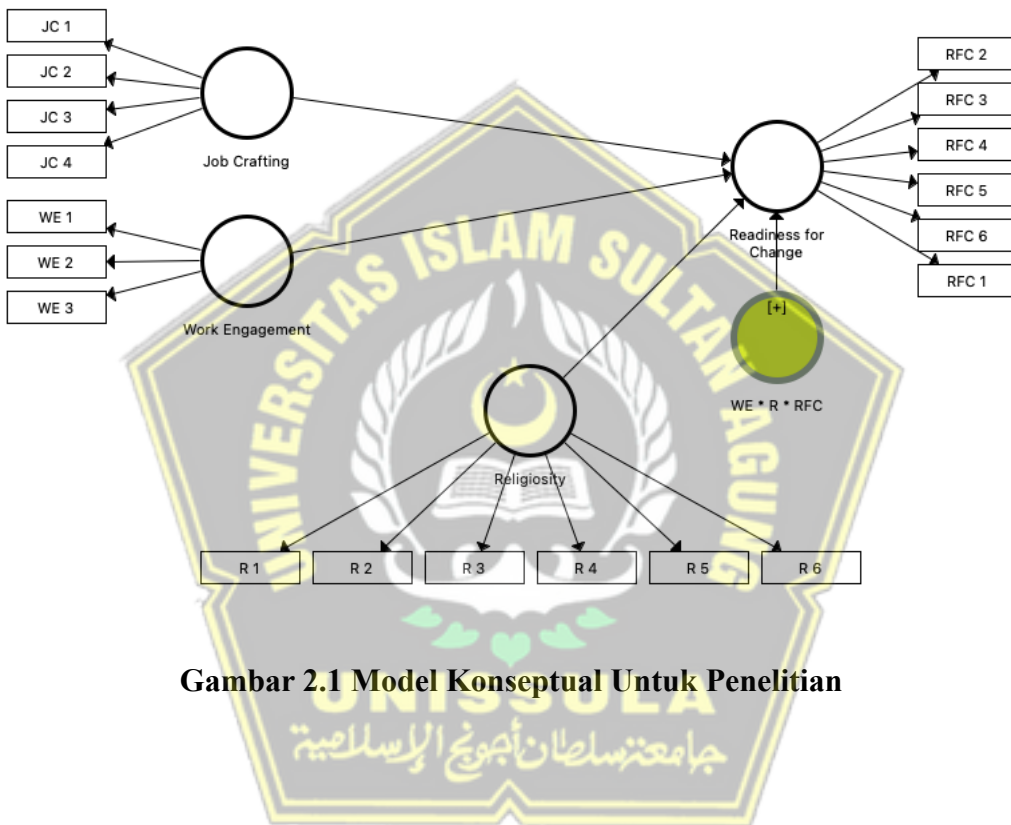 JC 1
JC 2
JC 3
JC 4
Job Crafting
WE 1
WE 2
WE 3
Work Engagement
RFC 2
RFC 3
RFC 4
RFC 5
RFC 6
RFC 1
Readiness for
Change
[+]
WE * R * RFC
Religiosity
R 1
R 2
R 3
R 4
R 5
R 6
UNIVERSITAS ISLAM SULTAN AGUNG
Gambar 2.1 Model Konseptual Untuk Penelitian
UNISSULA
جامعة سلطان أجونج الإسلامية